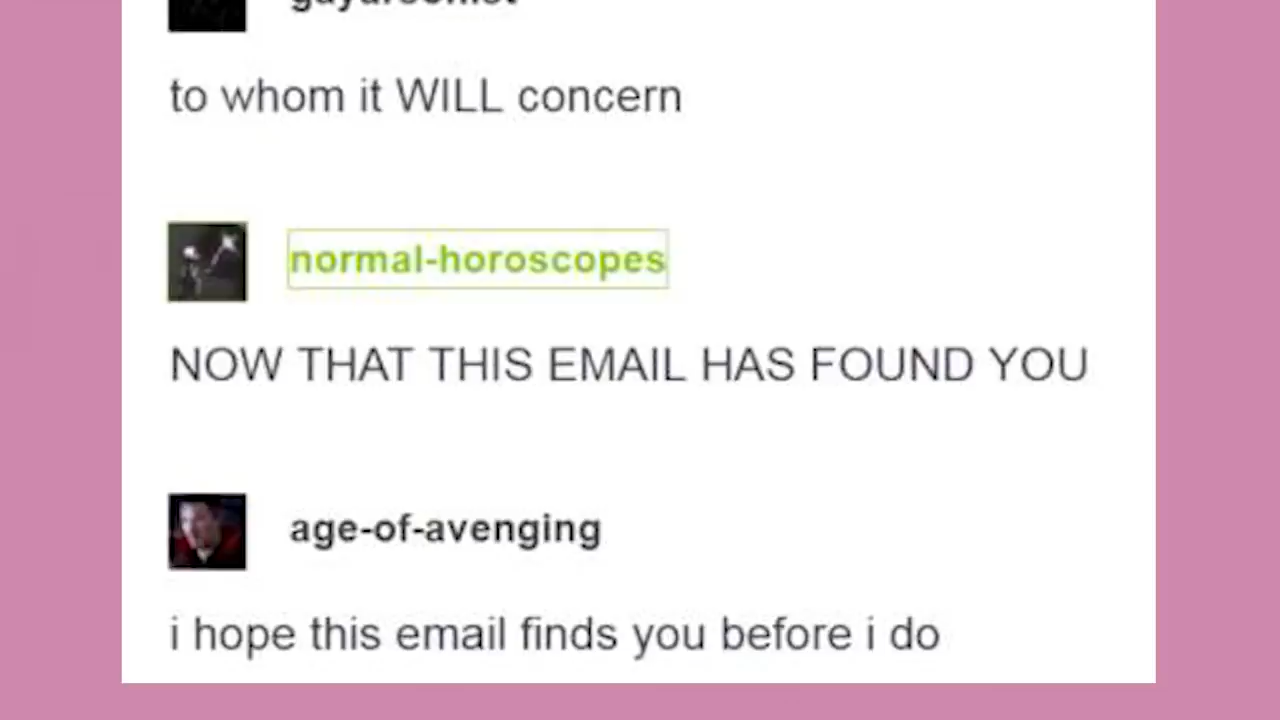 gayarsonist
to whom it WILL concern
normal-horoscopes
NOW THAT THIS EMAIL HAS FOUND YOU
age-of-avenging
i hope this email finds you before i do